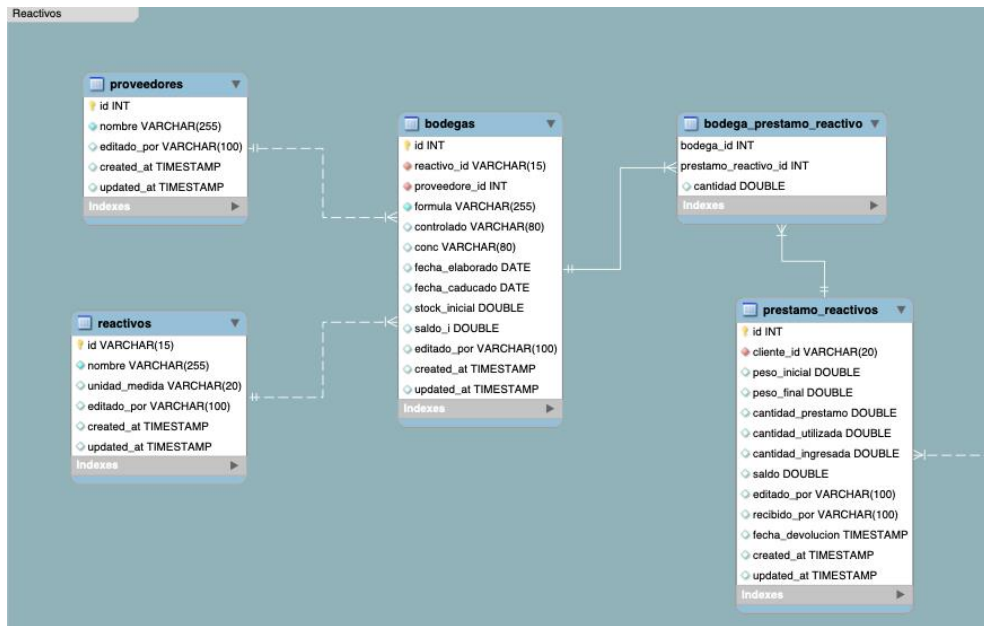 Reactivos
proveedores
id INT
nombre VARCHAR(255)
editado_por VARCHAR(100)
created_at TIMESTAMP
updated_at TIMESTAMP
Indexes
reactivos
id VARCHAR(15)
nombre VARCHAR(255)
unidad_medida VARCHAR(20)
editado_por VARCHAR(100)
created_at TIMESTAMP
updated_at TIMESTAMP
Indexes
bodegas
id INT
reactivo_id VARCHAR(15)
proveedore_id INT
formula VARCHAR(255)
controlado VARCHAR(80)
conc VARCHAR(80)
fecha_elaborado DATE
fecha_caducado DATE
stock_inicial DOUBLE
saldo_i DOUBLE
editado_por VARCHAR(100)
created_at TIMESTAMP
updated_at TIMESTAMP
Indexes
bodega_prestamo_reactivo
bodega_id INT
prestamo_reactivo_id INT
cantidad DOUBLE
Indexes
prestamo_reactivos
id INT
cliente_id VARCHAR(20)
peso_inicial DOUBLE
peso_final DOUBLE
cantidad_prestamo DOUBLE
cantidad_utilizada DOUBLE
cantidad_ingresada DOUBLE
saldo DOUBLE
editado_por VARCHAR(100)
recibido_por VARCHAR(100)
fecha_devolucion TIMESTAMP
created_at TIMESTAMP
updated_at TIMESTAMP
Indexes